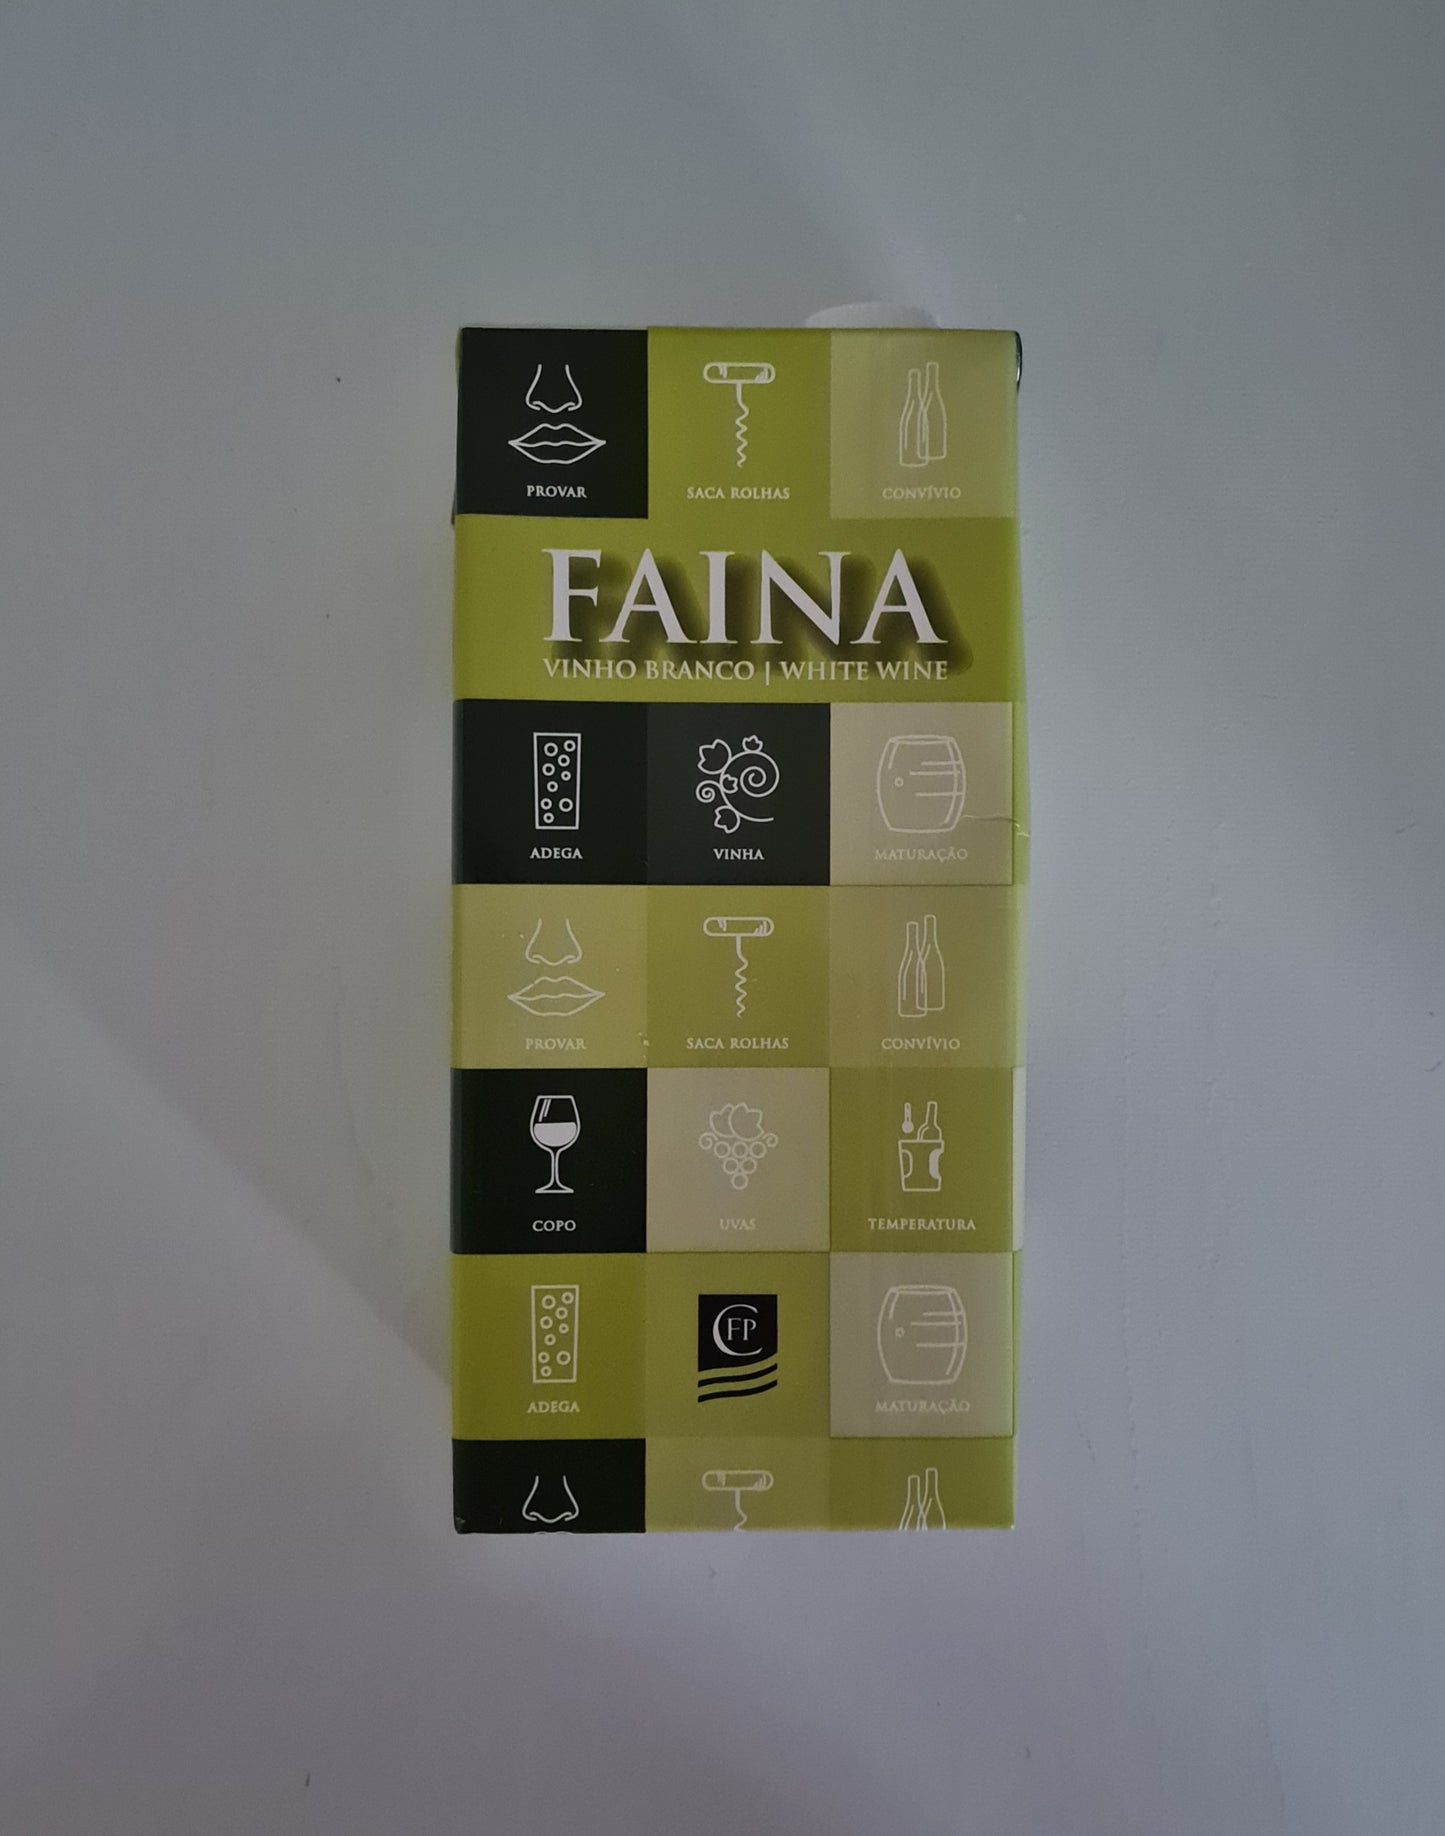 PROVAR SACA ROLHAS CONVÍVIO
FAINA
VINHO BRANCO | WHITE WINE
ADEGA VINHA MATURAÇÃO
PROVAR SACA ROLHAS CONVÍVIO
COPO UVAS TEMPERATURA
CFP
ADEGA MATURAÇÃO